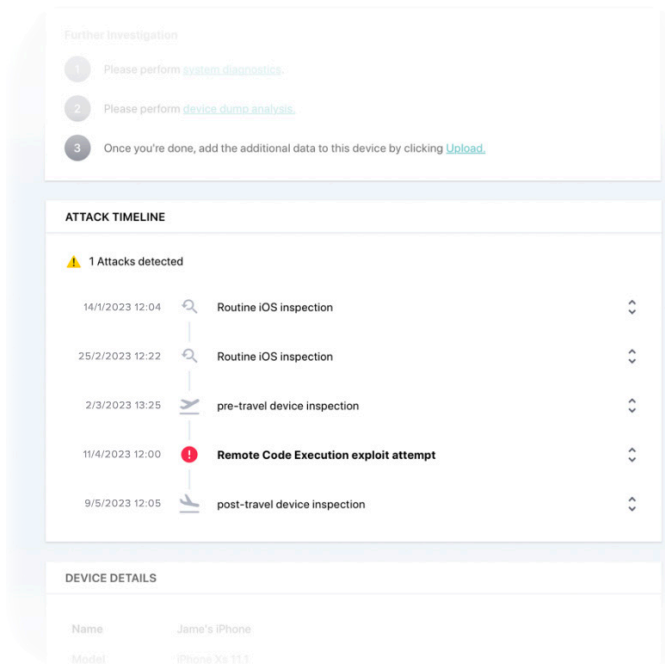 Further Investigation
1 Please perform system diagnostics.
2 Please perform device dump analysis.
3 Once you're done, add the additional data to this device by clicking Upload.
ATTACK TIMELINE
1 Attacks detected
14/1/2023 12:04 Routine iOS inspection
25/2/2023 12:22 Routine iOS inspection
2/3/2023 13:25 pre-travel device inspection
11/4/2023 12:00 Remote Code Execution exploit attempt
9/5/2023 12:05 post-travel device inspection
DEVICE DETAILS
Name Jame's iPhone
Model iPhone Xs 11.1